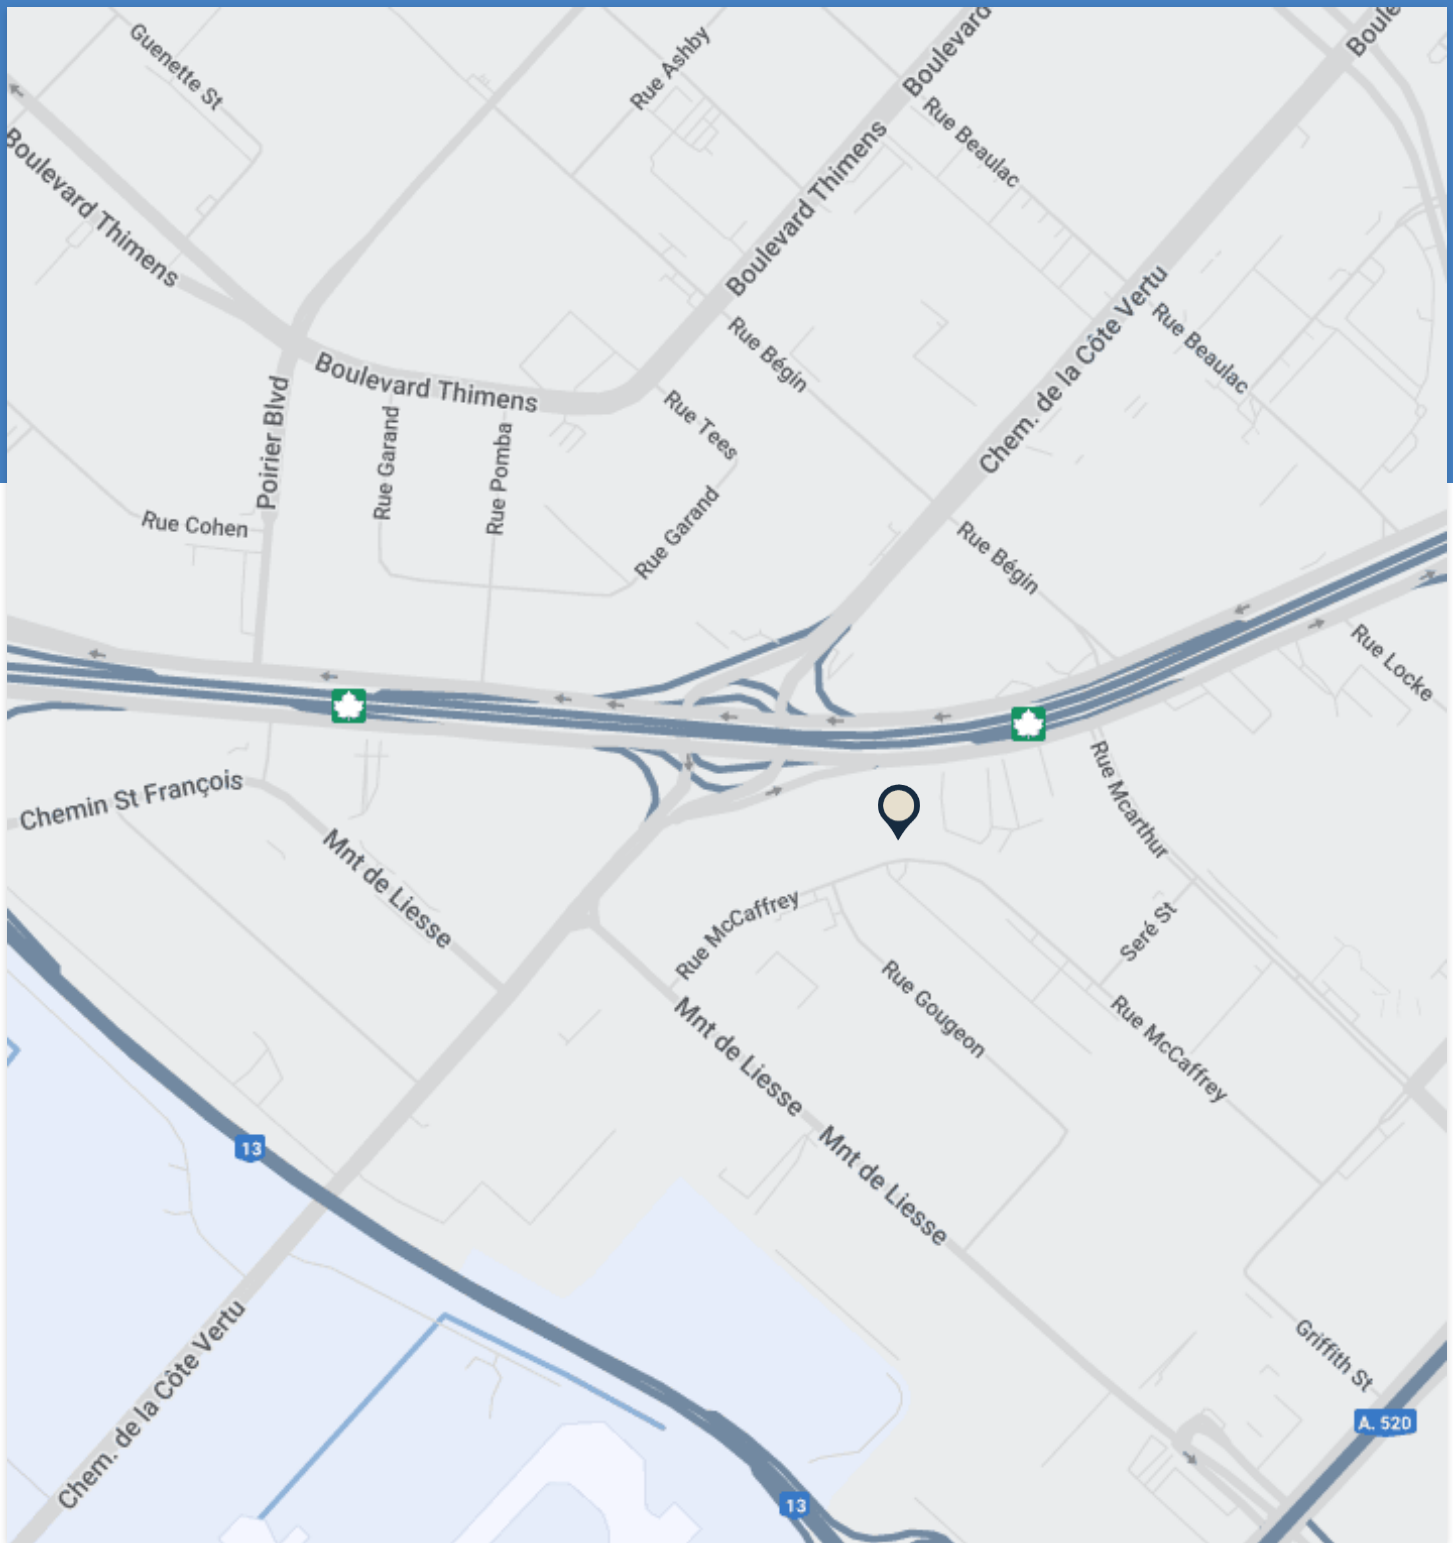 Guenette St
Rue Ashby
Boulevard
Boule
Rue Beaulac
Boulevard Thimens
Boulevard Thimens
Rue Bégin
Chem. de la Côte Vertu
Rue Beaulac
Boulevard Thimens
Poirier Blvd
Rue Garand
Rue Pomba
Rue Tees
Rue Garand
Rue Cohen
Rue Bégin
Rue Locke
Chemin St François
Mnt de Liesse
Rue Mcarthur
Rue McCaffrey
Seré St
Rue Gougeon
Rue McCaffrey
Mnt de Liesse
Mnt de Liesse
13
Chem. de la Côte Vertu
Griffith St
A. 520
13